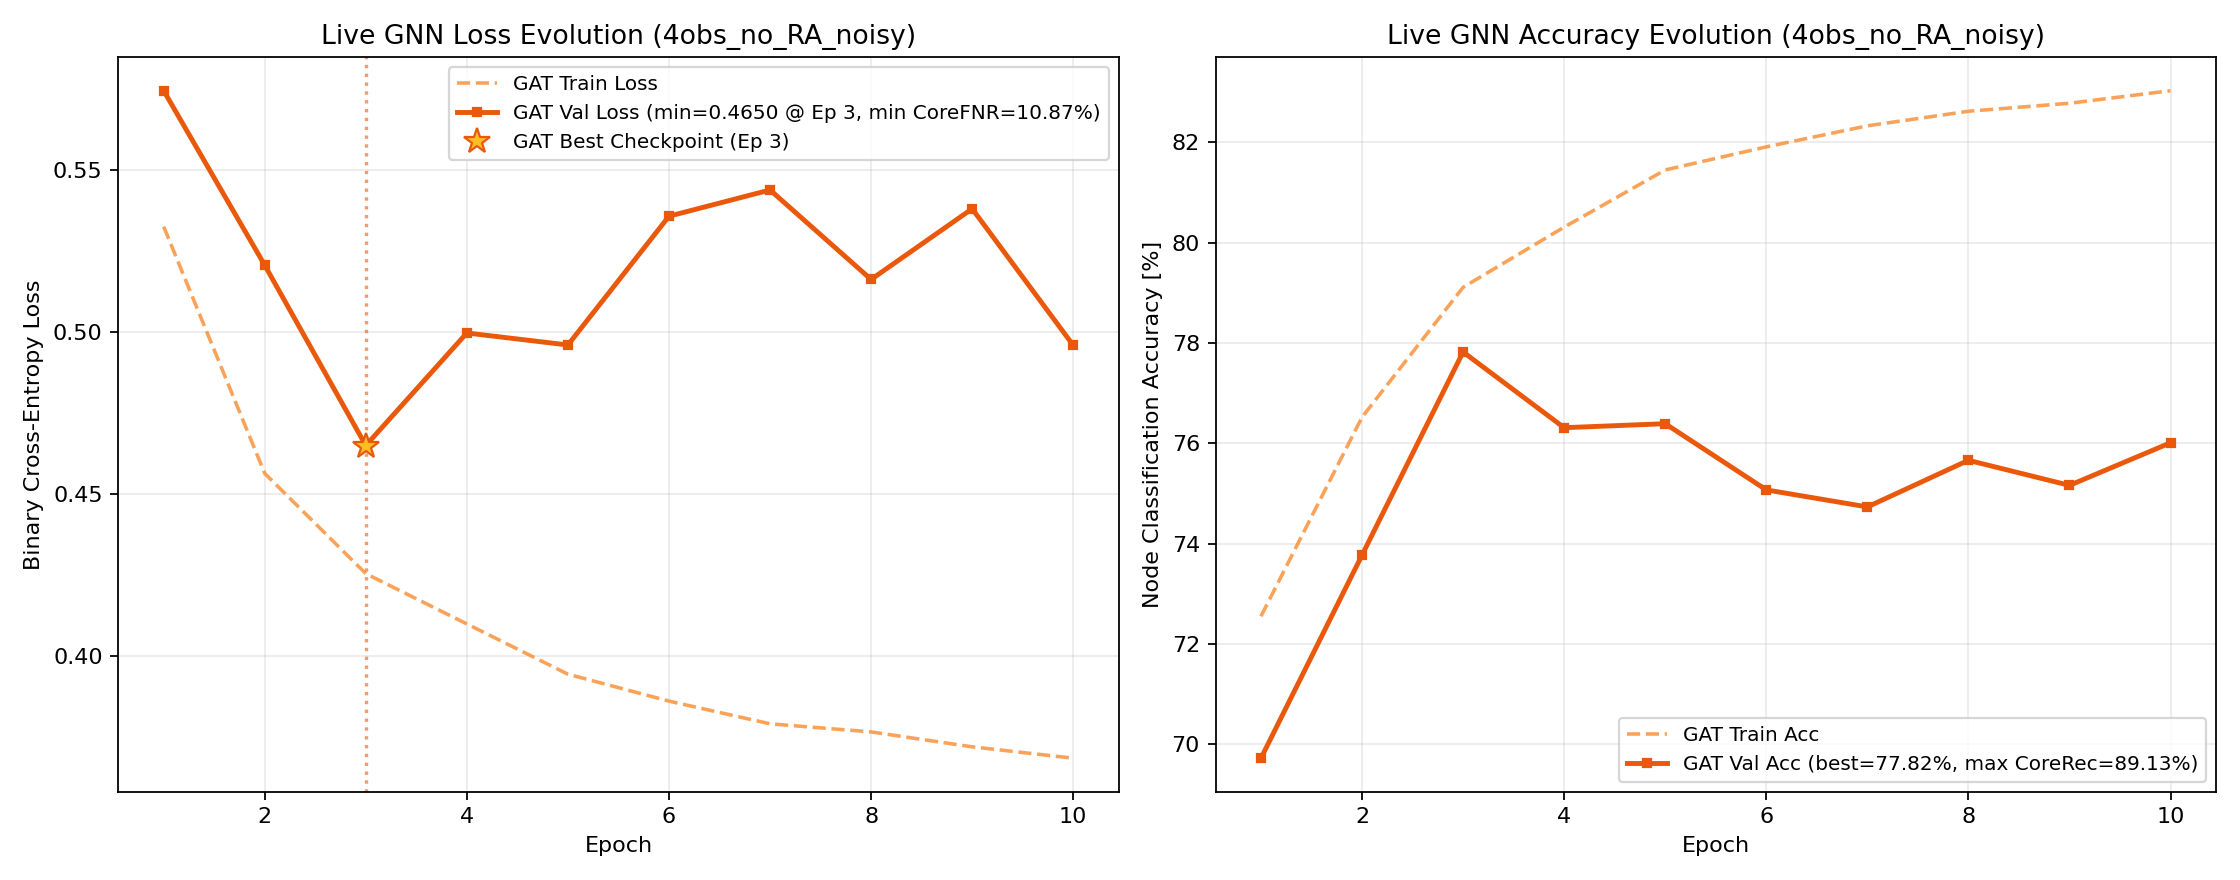 Live GNN Loss Evolution (4obs_no_RA_noisy)
GAT Train Loss
GAT Val Loss (min=0.4650 @ Ep 3, min CoreFNR=10.87%)
GAT Best Checkpoint (Ep 3)
Binary Cross-Entropy Loss
0.55
0.50
0.45
0.40
2 4 6 8 10
Epoch
Live GNN Accuracy Evolution (4obs_no_RA_noisy)
Node Classification Accuracy [%]
82
80
78
76
74
72
70
GAT Train Acc
GAT Val Acc (best=77.82%, max CoreRec=89.13%)
2 4 6 8 10
Epoch